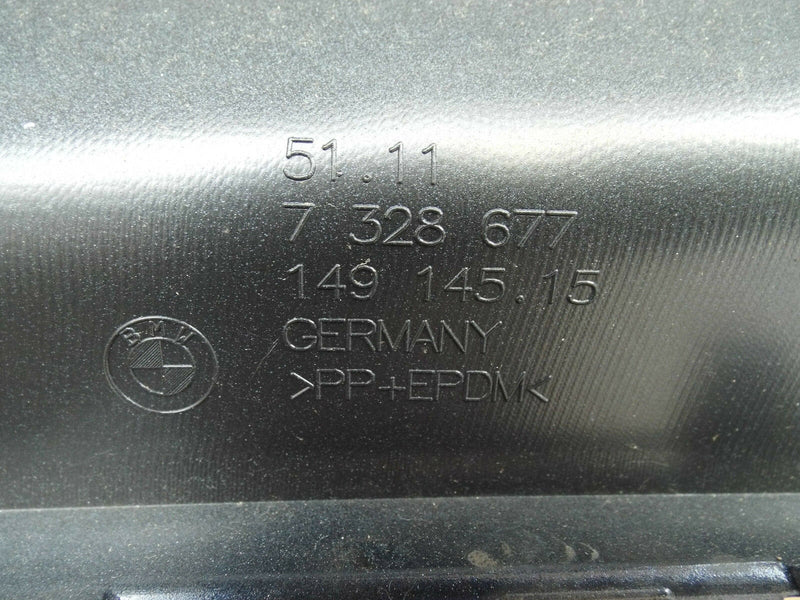 51.11
7 328 677
149 145.15
GERMANY
>PP+EPDM<
BMW